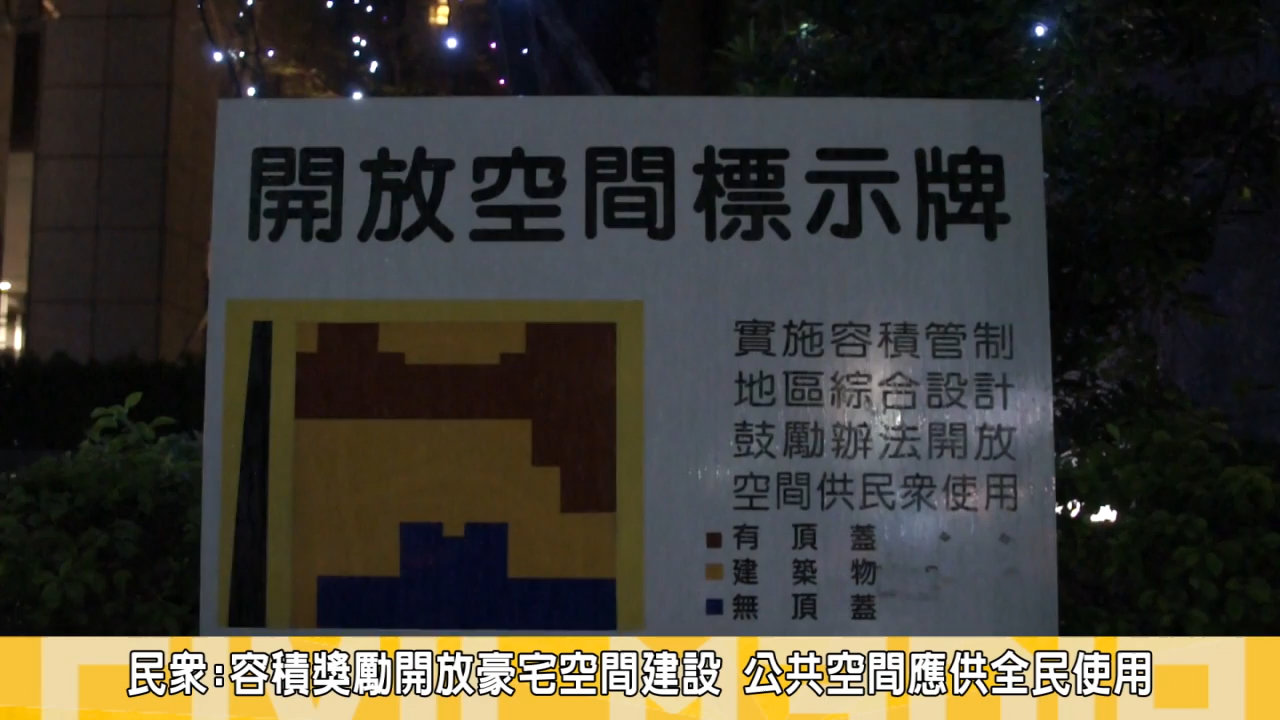 開放空間標示牌
實施容積管制
地區綜合設計
鼓勵辦法開放
空間供民衆使用
有頂蓋
建築物
無頂蓋
民衆:容積獎勵開放豪宅空間建設 公共空間應供全民使用